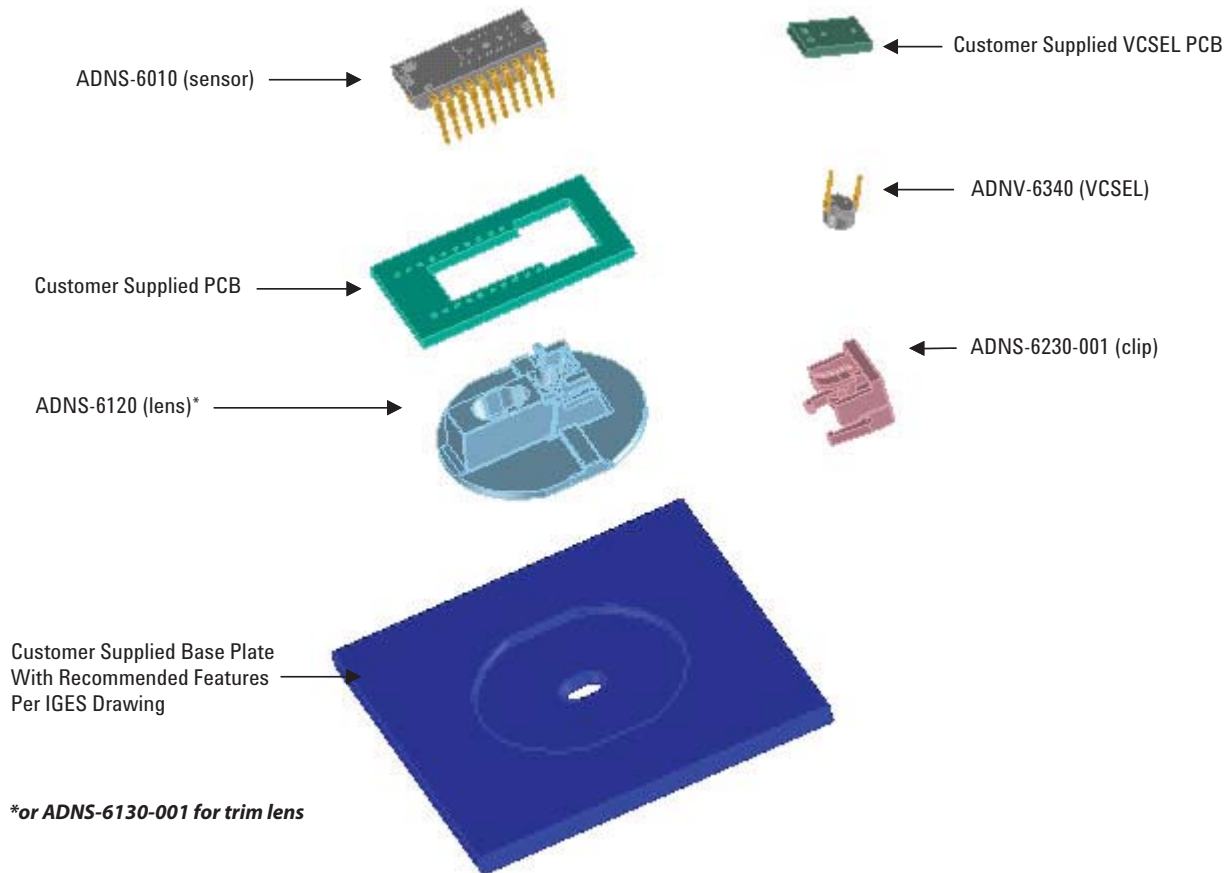 ADNS-6010 (sensor)
Customer Supplied VCSEL PCB
ADNV-6340 (VCSEL)
Customer Supplied PCB
ADNS-6230-001 (clip)
ADNS-6120 (lens)*
Customer Supplied Base Plate
With Recommended Features
Per IGES Drawing
*or ADNS-6130-001 for trim lens